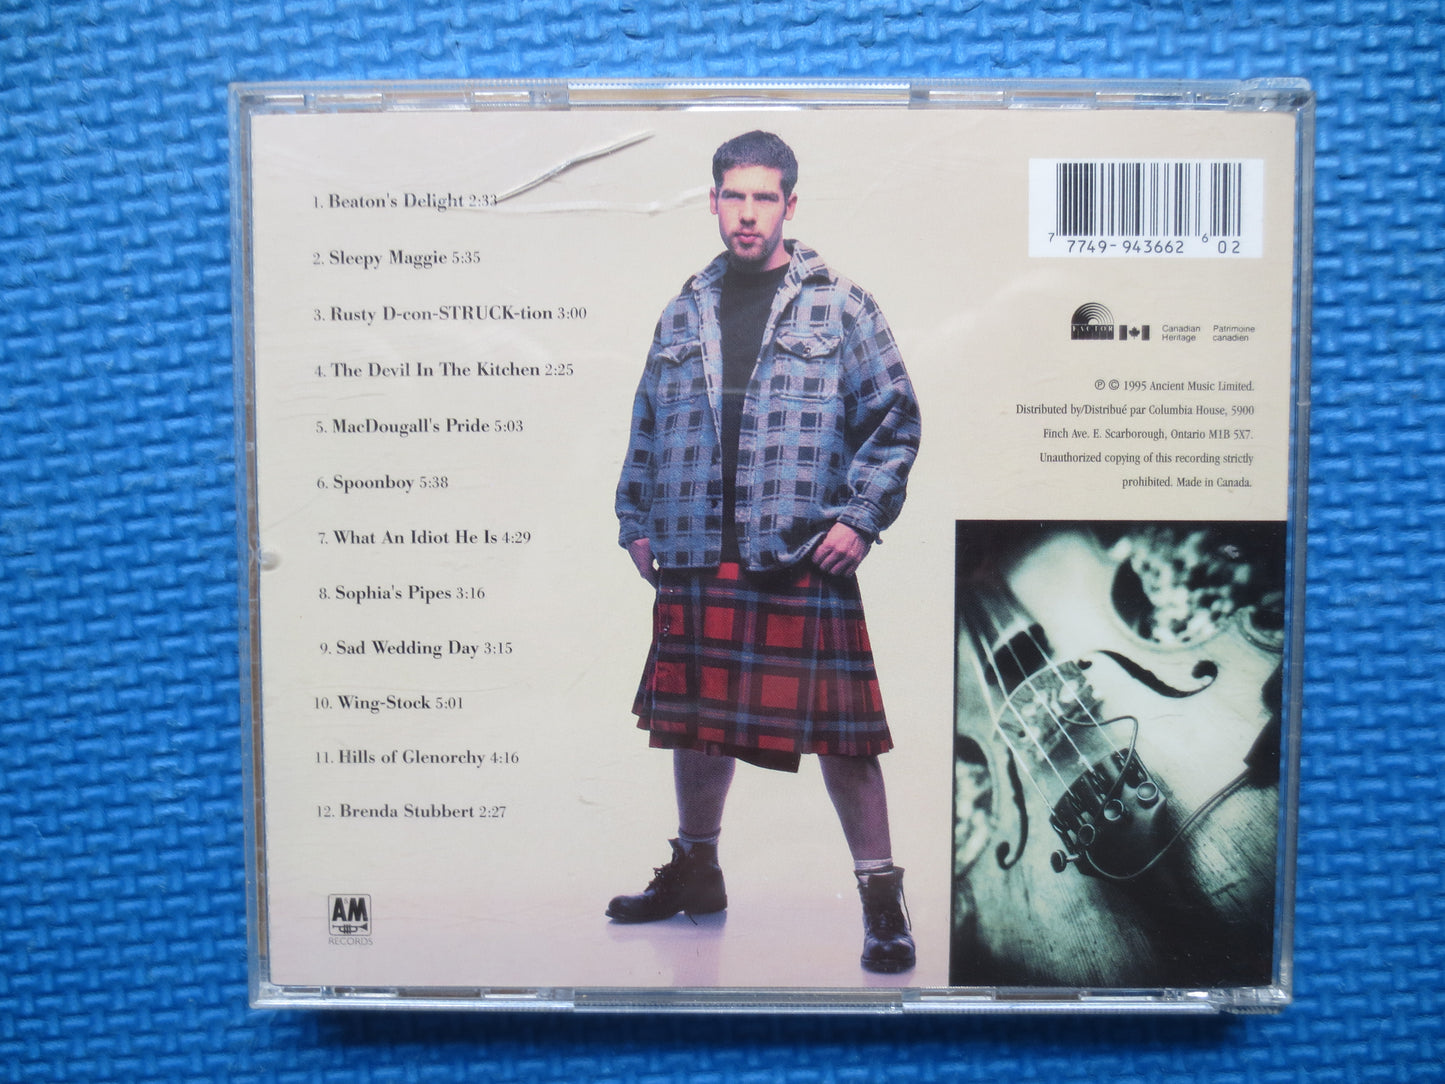 1. Beaton's Delight 2:33
2. Sleepy Maggie 5:35
3. Rusty D-con-STRUCK-tion 3:00
4. The Devil In The Kitchen 2:25
5. MacDougall's Pride 5:03
6. Spoonboy 5:38
7. What An Idiot He Is 4:29
8. Sophia's Pipes 3:16
9. Sad Wedding Day 3:15
10. Wing-Stock 5:01
11. Hills of Glenorchy 4:16
12. Brenda Stubbert 2:27
A&M
RECORDS
7 7749-943662 6 02
FACTOR
Canadian Patrimoine
Heritage canadien
℗ © 1995 Ancient Music Limited.
Distributed by/Distribué par Columbia House, 5900
Finch Ave. E. Scarborough, Ontario M1B 5X7.
Unauthorized copying of this recording strictly
prohibited. Made in Canada.